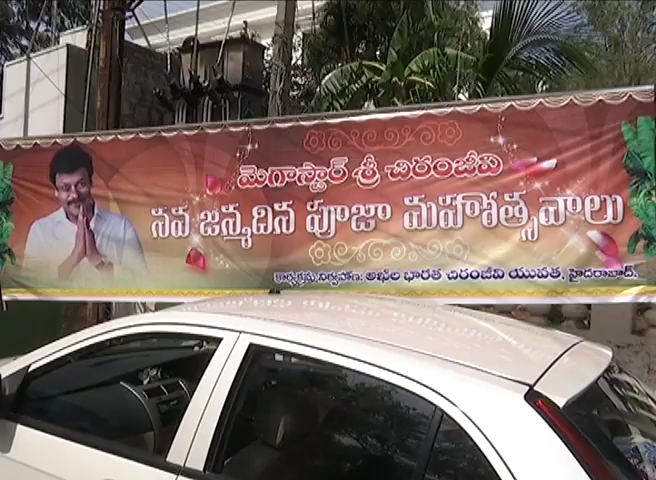 మెగాస్టార్ శ్రీ చిరంజీవి
నవ జన్మదిన పూజా మహోత్సవాలు
కార్యక్రమ నిర్వహణ: అఖిల భారత చిరంజీవి యువత, హైదరాబాద్.